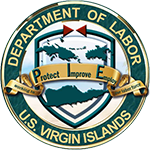 DEPARTMENT OF LABOR
P I E
Protect Improve
U.S. VIRGIN ISLANDS